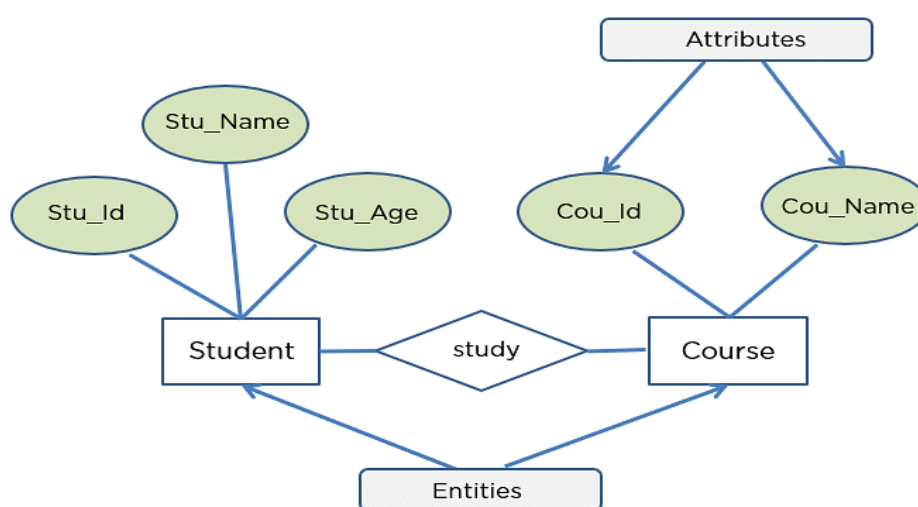 Attributes
Stu_Name
Stu_Id
Stu_Age
Cou_Id
Cou_Name
Student
study
Course
Entities